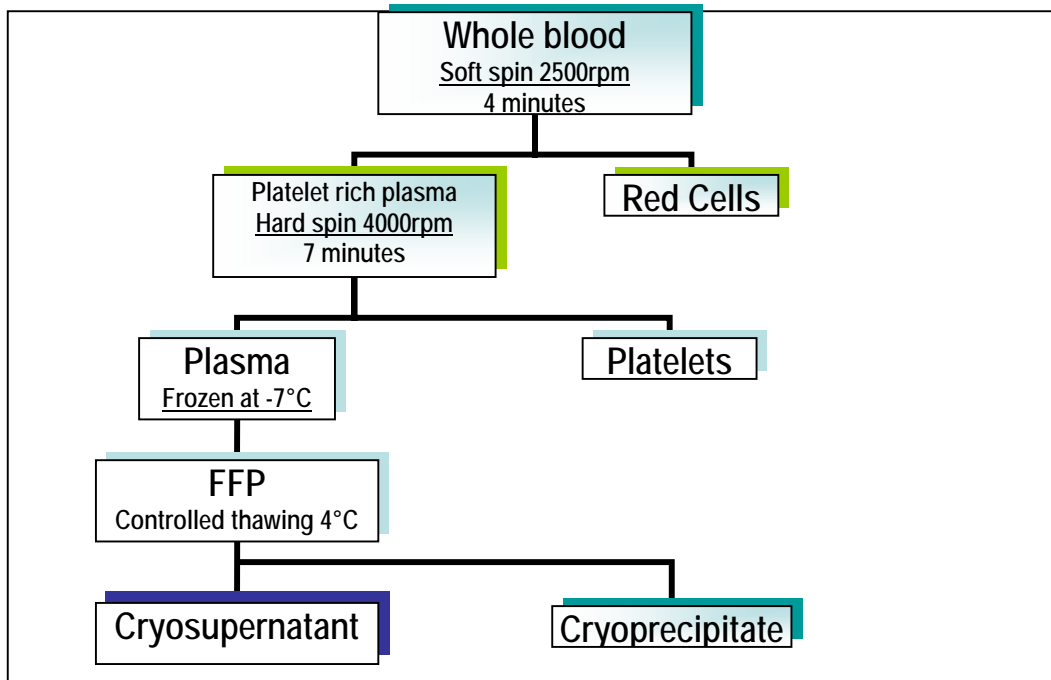 Whole blood
Soft spin 2500rpm
4 minutes
Platelet rich plasma
Hard spin 4000rpm
7 minutes
Red Cells
Plasma
Frozen at -7°C
Platelets
FFP
Controlled thawing 4°C
Cryosupernatant
Cryoprecipitate